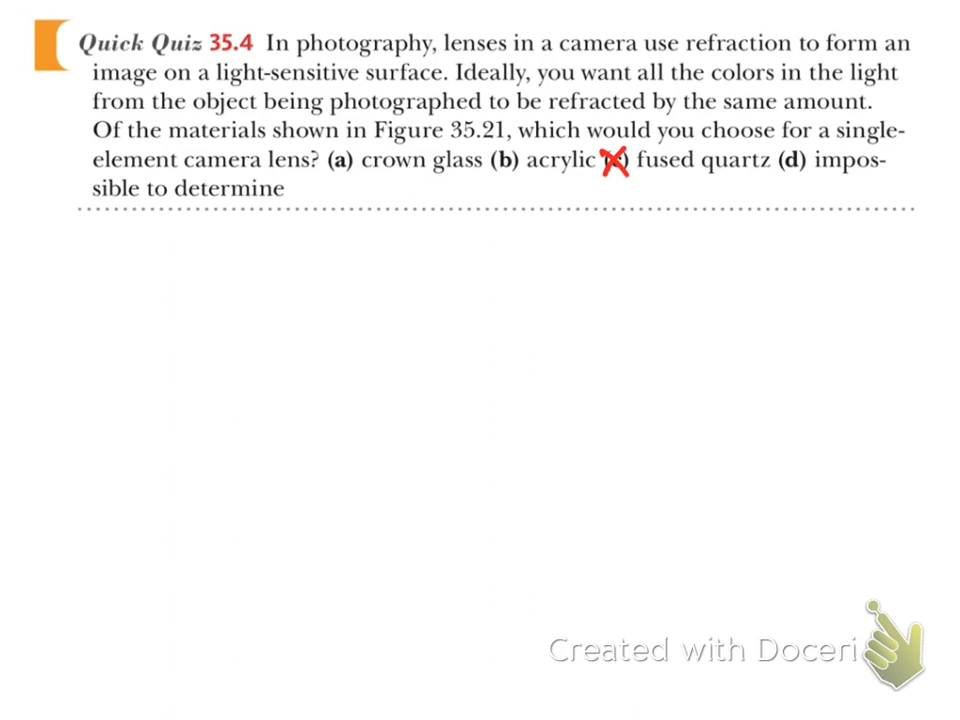 Quick Quiz 35.4 In photography, lenses in a camera use refraction to form an
image on a light-sensitive surface. Ideally, you want all the colors in the light
from the object being photographed to be refracted by the same amount.
Of the materials shown in Figure 35.21, which would you choose for a single-
element camera lens? (a) crown glass (b) acrylic fused quartz (d) impos-
sible to determine
Created with Doceri